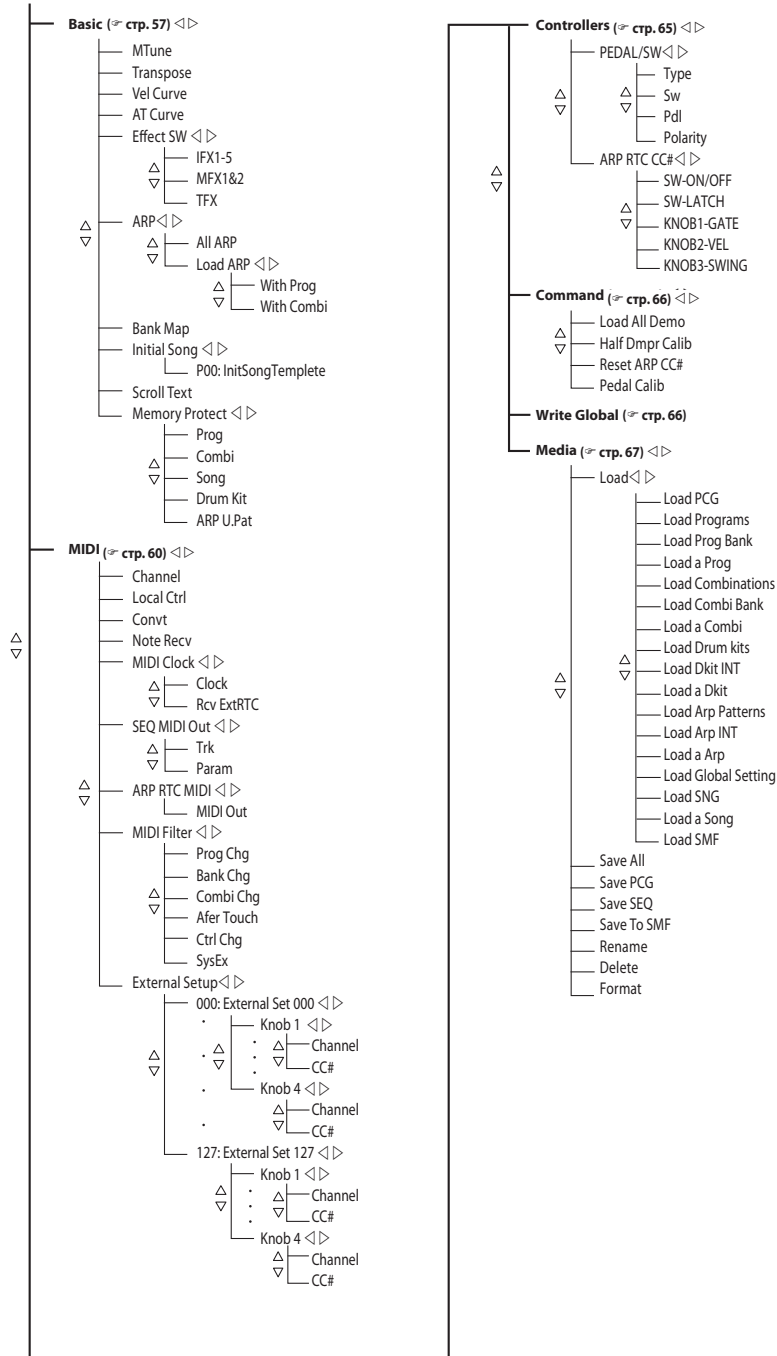 Basic (☞ стр. 57) ◁ ▷
MTune
Transpose
Vel Curve
AT Curve
Effect SW ◁ ▷
IFX1-5
MFX1&2
TFX
ARP◁ ▷
All ARP
Load ARP ◁ ▷
With Prog
With Combi
Bank Map
Initial Song ◁ ▷
P00: InitSongTemplete
Scroll Text
Memory Protect ◁ ▷
Prog
Combi
Song
Drum Kit
ARP U.Pat
MIDI (☞ стр. 60) ◁ ▷
Channel
Local Ctrl
Convt
Note Recv
MIDI Clock ◁ ▷
Clock
Rcv ExtRTC
SEQ MIDI Out ◁ ▷
Trk
Param
ARP RTC MIDI ◁ ▷
MIDI Out
MIDI Filter ◁ ▷
Prog Chg
Bank Chg
Combi Chg
Afer Touch
Ctrl Chg
SysEx
External Setup◁ ▷
000: External Set 000 ◁ ▷
Knob 1 ◁ ▷
Channel
CC#
Knob 4 ◁ ▷
Channel
CC#
127: External Set 127 ◁ ▷
Knob 1 ◁ ▷
Channel
CC#
Knob 4 ◁ ▷
Channel
CC#
Controllers (☞ стр. 65) ◁ ▷
PEDAL/SW◁ ▷
Type
Sw
Pdl
Polarity
ARP RTC CC#◁ ▷
SW-ON/OFF
SW-LATCH
KNOB1-GATE
KNOB2-VEL
KNOB3-SWING
Command (☞ стр. 66) ◁ ▷
Load All Demo
Half Dmpr Calib
Reset ARP CC#
Pedal Calib
Write Global (☞ стр. 66)
Media (☞ стр. 67) ◁ ▷
Load◁ ▷
Load PCG
Load Programs
Load Prog Bank
Load a Prog
Load Combinations
Load Combi Bank
Load a Combi
Load Drum kits
Load Dkit INT
Load a Dkit
Load Arp Patterns
Load Arp INT
Load a Arp
Load Global Setting
Load SNG
Load a Song
Load SMF
Save All
Save PCG
Save SEQ
Save To SMF
Rename
Delete
Format